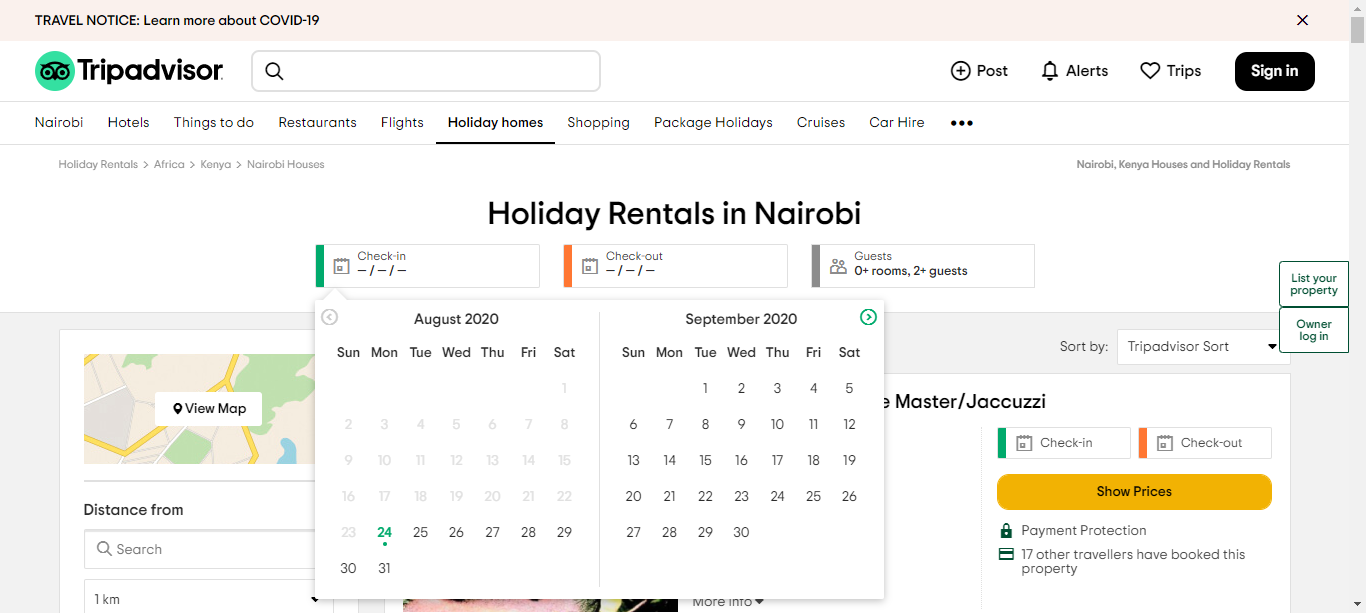 TRAVEL NOTICE: Learn more about COVID-19
Tripadvisor
Post
Alerts
Trips
Sign in
Nairobi
Hotels
Things to do
Restaurants
Flights
Holiday homes
Shopping
Package Holidays
Cruises
Car Hire
Holiday Rentals > Africa > Kenya > Nairobi Houses
Nairobi, Kenya Houses and Holiday Rentals
Holiday Rentals in Nairobi
Check-in
– / – / –
Check-out
– / – / –
Guests
0+ rooms, 2+ guests
List your
property
Owner
log in
August 2020
Sun Mon Tue Wed Thu Fri Sat
1
2 3 4 5 6 7 8
9 10 11 12 13 14 15
16 17 18 19 20 21 22
23 24 25 26 27 28 29
30 31
September 2020
Sun Mon Tue Wed Thu Fri Sat
1 2 3 4 5
6 7 8 9 10 11 12
13 14 15 16 17 18 19
20 21 22 23 24 25 26
27 28 29 30
View Map
Distance from
Search
1 km
Sort by:
Tripadvisor Sort
e Master/Jaccuzzi
Check-in
Check-out
Show Prices
Payment Protection
17 other travellers have booked this
property
More info